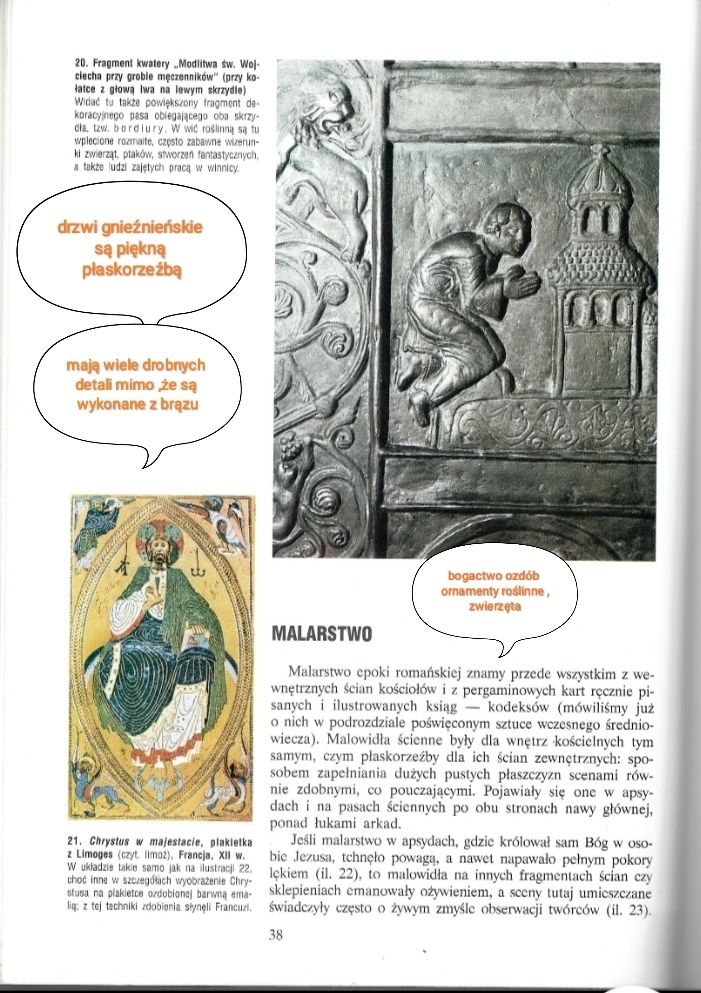 20. Fragment kwatery „Modlitwa św. Woj-
ciecha przy grobie męczenników" (przy ko-
łatce z głową lwa na lewym skrzydle)
Widać tu także powiększony fragment de-
koracyjnego pasa obiegającego oba skrzy-
dła, tzw. bordiury. W wić roślinną są tu
wplecione rozmaite, często zabawne wizerun-
ki zwierząt, ptaków, stworzeń fantastycznych,
a także ludzi zajętych pracą w winnicy.
drzwi gnieźnieńskie
są piękną
płaskorzeźbą
mają wiele drobnych
detali mimo ,że są
wykonane z brązu
bogactwo ozdób
ornamenty roślinne ,
zwierzęta
21. Chrystus w majestacie, plakietka
z Limoges (czyt. limoż), Francja, XII w.
W układzie takie samo jak na ilustracji 22,
choć inne w szczegółach wyobrażenie Chry-
stusa na plakietce ozdobionej barwną ema-
lią; z tej techniki zdobienia słynęli Francuzi.
MALARSTWO
Malarstwo epoki romańskiej znamy przede wszystkim z we-
wnętrznych ścian kościołów i z pergaminowych kart ręcznie pi-
sanych i ilustrowanych ksiąg — kodeksów (mówiliśmy już
o nich w podrozdziale poświęconym sztuce wczesnego średnio-
wiecza). Malowidła ścienne były dla wnętrz kościelnych tym
samym, czym płaskorzeźby dla ich ścian zewnętrznych: spo-
sobem zapełniania dużych pustych płaszczyzn scenami rów-
nie zdobnymi, co pouczającymi. Pojawiały się one w apsy-
dach i na pasach ściennych po obu stronach nawy głównej,
ponad łukami arkad.
Jeśli malarstwo w apsydach, gdzie królował sam Bóg w oso-
bie Jezusa, tchnęło powagą, a nawet napawało pełnym pokory
lękiem (il. 22), to malowidła na innych fragmentach ścian czy
sklepieniach emanowały ożywieniem, a sceny tutaj umieszczane
świadczyły często o żywym zmyśle obserwacji twórców (il. 23).
38